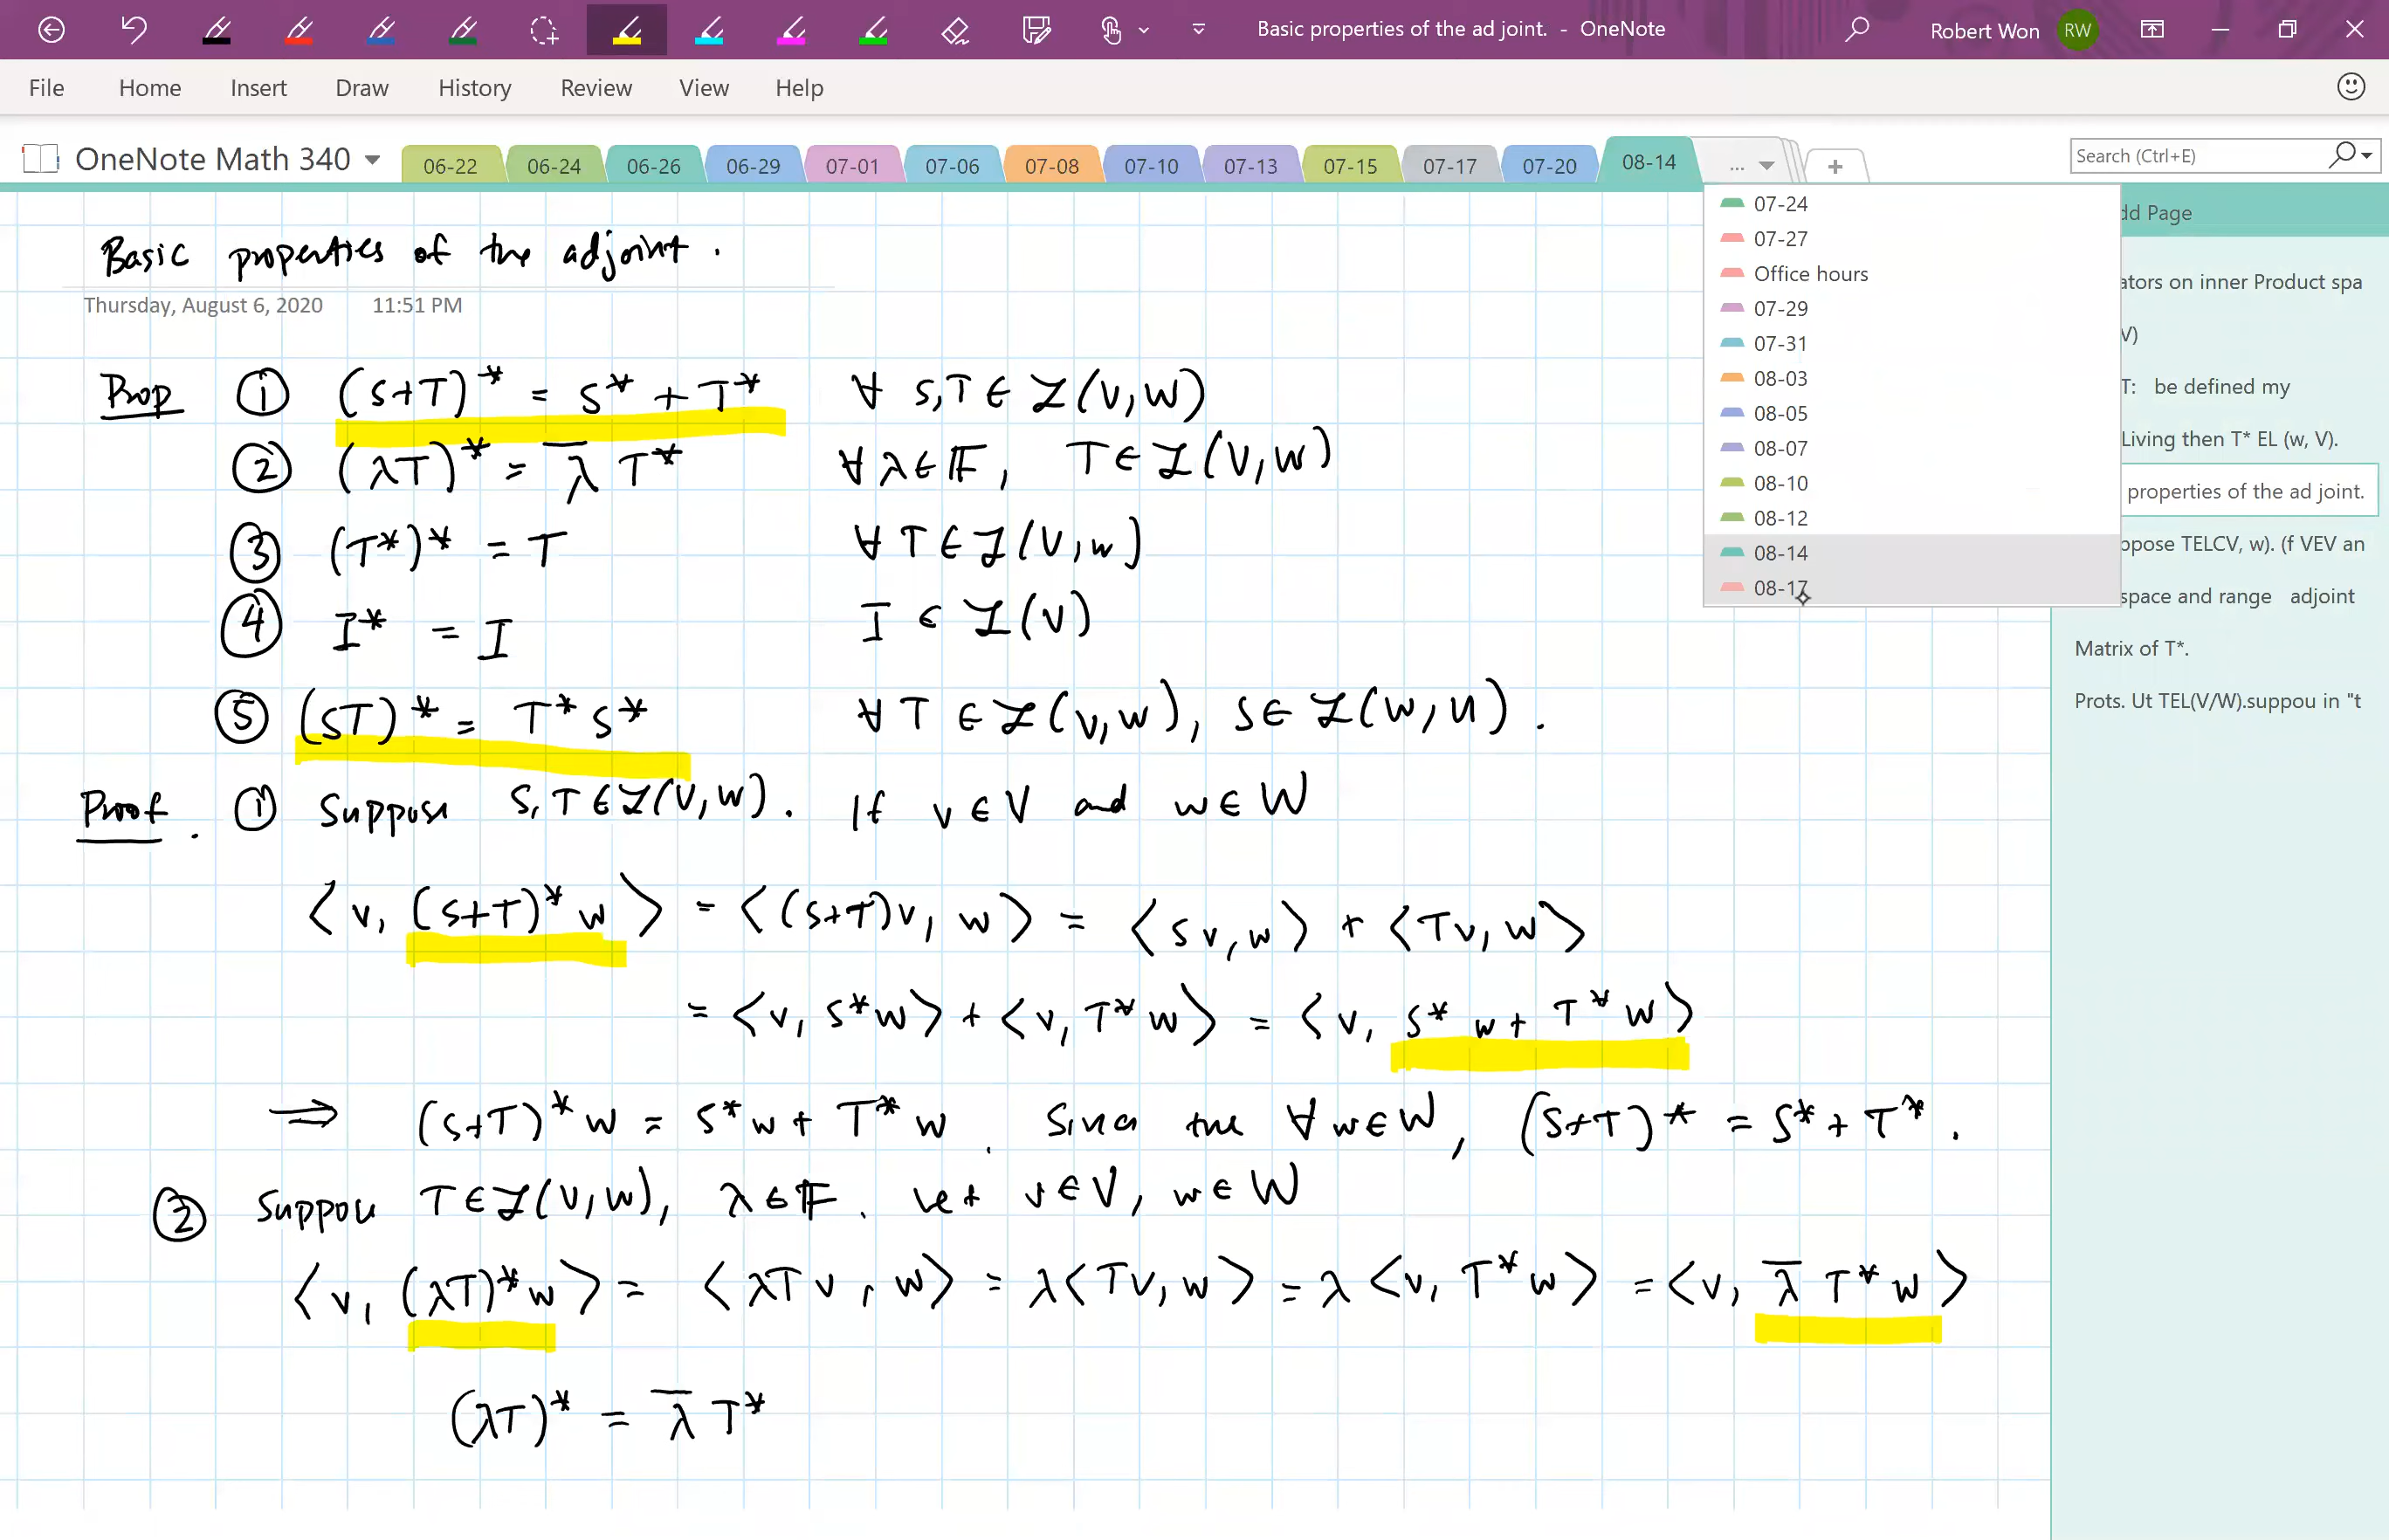 Basic properties of the ad joint. - OneNote
Robert Won RW
File Home Insert Draw History Review View Help
OneNote Math 340
06-22 06-24 06-26 06-29 07-01 07-06 07-08 07-10 07-13 07-15 07-17 07-20 08-14 ... +
Search (Ctrl+E)
07-24
07-27
Office hours
07-29
07-31
08-03
08-05
08-07
08-10
08-12
08-14
08-17
dd Page
ators on inner Product spa
V)
T: be defined my
Living then T* EL (w, V).
properties of the ad joint.
ppose TELCV, w). (f VEV an
space and range adjoint
Matrix of T*.
Prots. Ut TEL(V/W).suppou in "t
Basic properties of the adjoint.
Thursday, August 6, 2020 11:51 PM
Prop ① (S+T)* = S* + T* ∀ S,T ∈ ℒ(V,W)
② (λT)* = λ̄ T* ∀ λ ∈ 𝔽, T ∈ ℒ(V,W)
③ (T*)* = T ∀ T ∈ ℒ(V,W)
④ I* = I I ∈ ℒ(V)
⑤ (ST)* = T* S* ∀ T ∈ ℒ(V,W), S ∈ ℒ(W,U).
Proof. ① Suppose S,T ∈ ℒ(V,W). If v ∈ V and w ∈ W
⟨v, (S+T)* w⟩ = ⟨(S+T)v, w⟩ = ⟨Sv,w⟩ + ⟨Tv,w⟩
= ⟨v, S*w⟩ + ⟨v, T*w⟩ = ⟨v, S*w + T*w⟩
⟹ (S+T)*w = S*w + T*w. Since true ∀ w ∈ W, (S+T)* = S* + T*.
② Suppose T ∈ ℒ(V,W), λ ∈ 𝔽. Let v ∈ V, w ∈ W
⟨v, (λT)*w⟩ = ⟨λTv, w⟩ = λ⟨Tv,w⟩ = λ⟨v, T*w⟩ = ⟨v, λ̄ T*w⟩
(λT)* = λ̄ T*